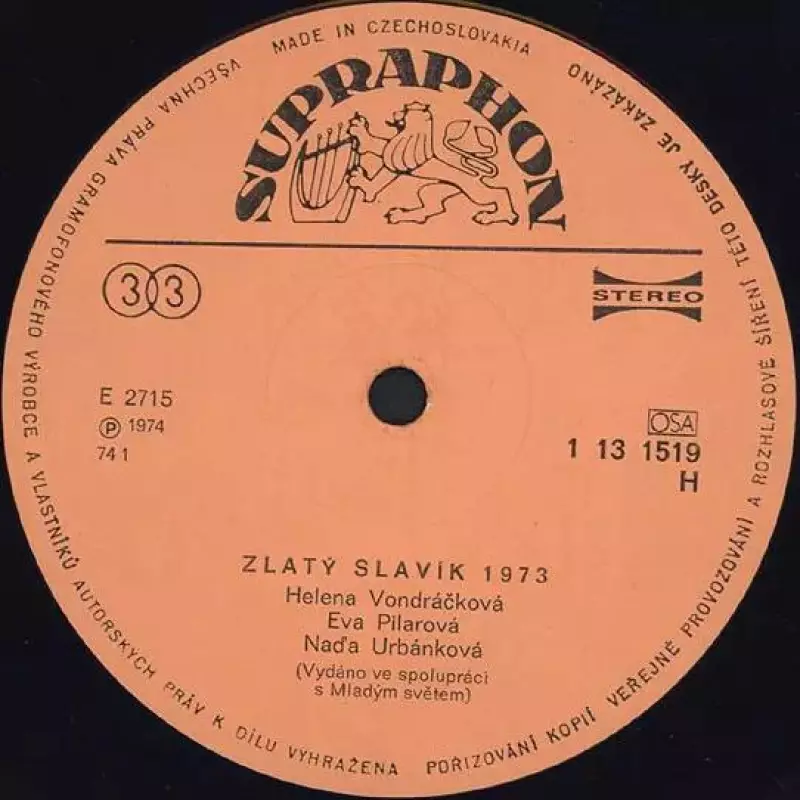 MADE IN CZECHOSLOVAKIA
VŠECHNA PRÁVA GRAMOFONOVÉHO VÝROBCE A VLASTNÍKŮ AUTORSKÝCH PRÁV K DÍLU VYHRAŽENA
POŘIZOVÁNÍ KOPIÍ VEŘEJNÉ PROVOZOVÁNÍ A ROZHLASOVÉ ŠÍŘENÍ TÉTO DESKY JE ZAKÁZÁNO
SUPRAPHON
33
STEREO
E 2715
Ⓟ 1974
74 1
OSA
1 13 1519
H
ZLATÝ SLAVÍK 1973
Helena Vondráčková
Eva Pilarová
Naďa Urbánková
(Vydáno ve spolupráci
s Mladým světem)